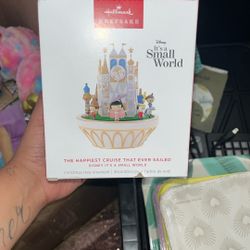 Hallmark
KEEPSAKE
Disney
it's a
Small
World
THE HAPPIEST CRUISE THAT EVER SAILED
DISNEY IT'S A SMALL WORLD